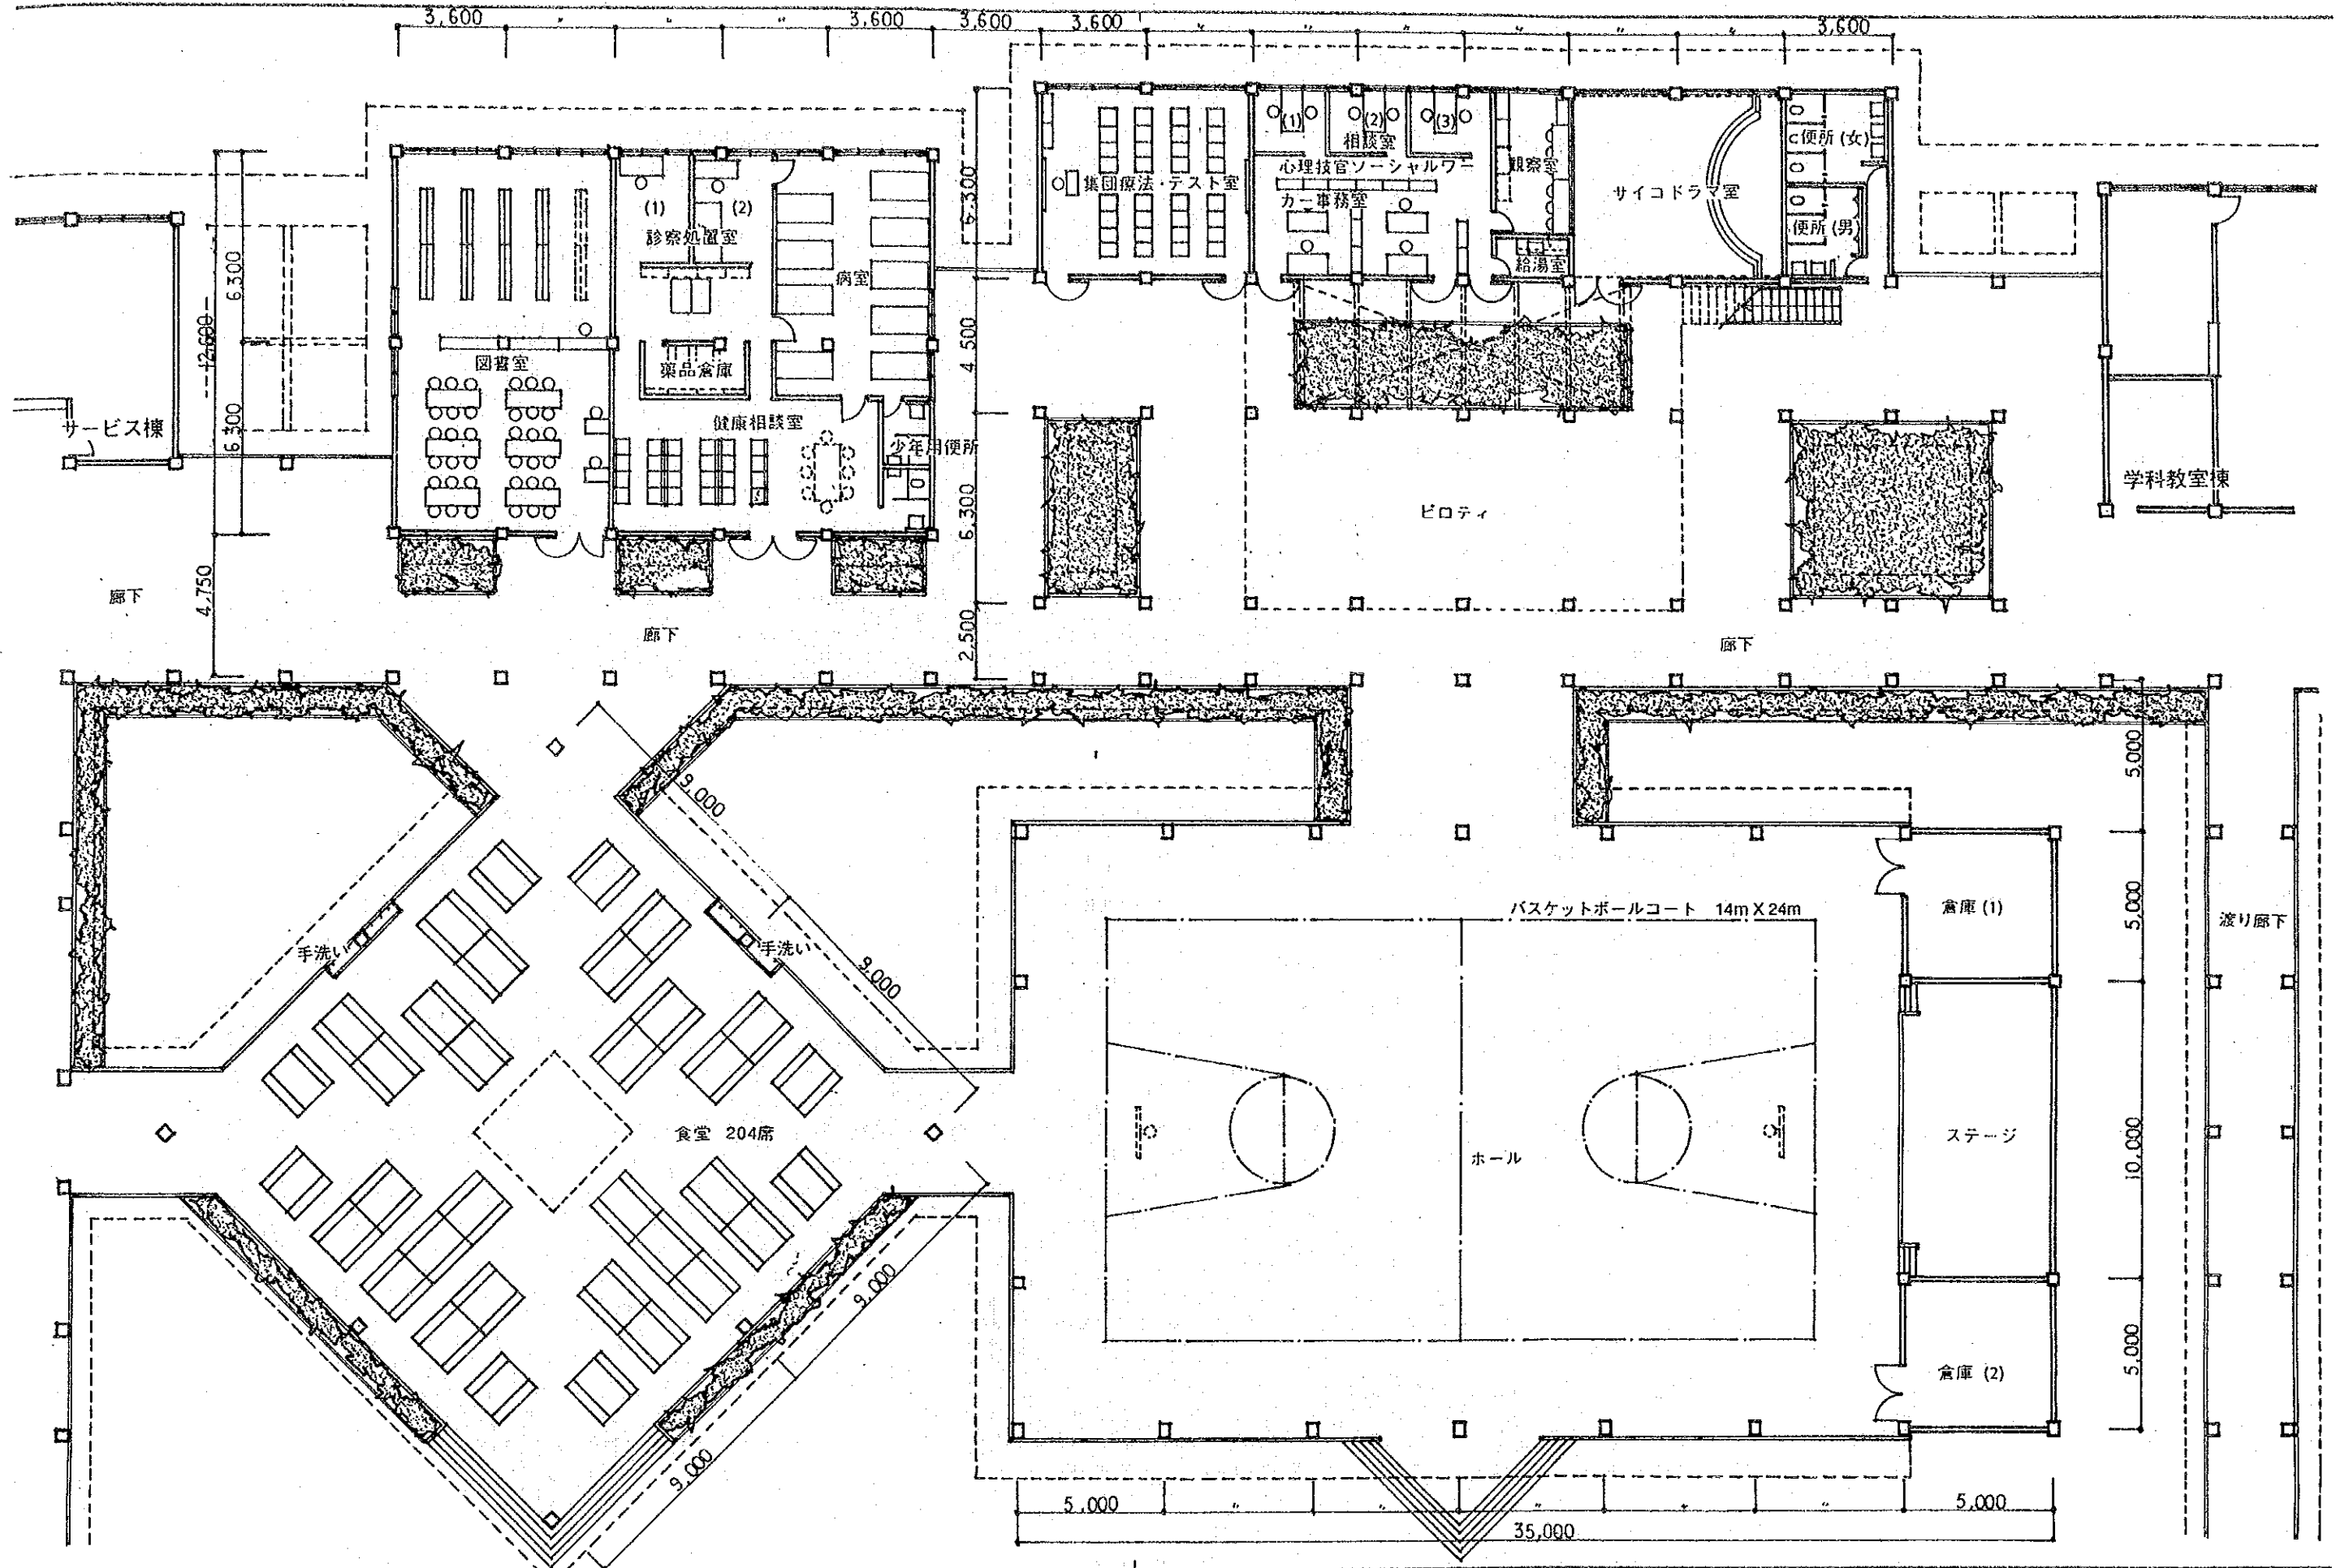 3,600 〃 〃 3,600 3,600 3,600 〃 〃 〃 〃 〃 〃 3,600
6,300
C便所 (女)
(1) (2) (3)
相談室
心理技官ソーシャルワー
カー事務室
観察室
集団療法・テスト室
サイコドラマ室
便所 (男)
給湯室
(1) (2)
診察処置室
病室
6,300
12,600
6,300
4,500
図書室
薬品倉庫
健康相談室
少年用便所
サービス棟
6,300
ピロティ
学科教室棟
4,750
2,500
廊下
廊下
廊下
9,000
9,000
手洗い
手洗い
食堂 204席
9,000
9,000
バスケットボールコート 14m X 24m
ホール
倉庫 (1)
ステージ
倉庫 (2)
渡り廊下
5,000
5,000
10,000
5,000
5,000 〃 〃 〃 〃 〃 5,000
35,000